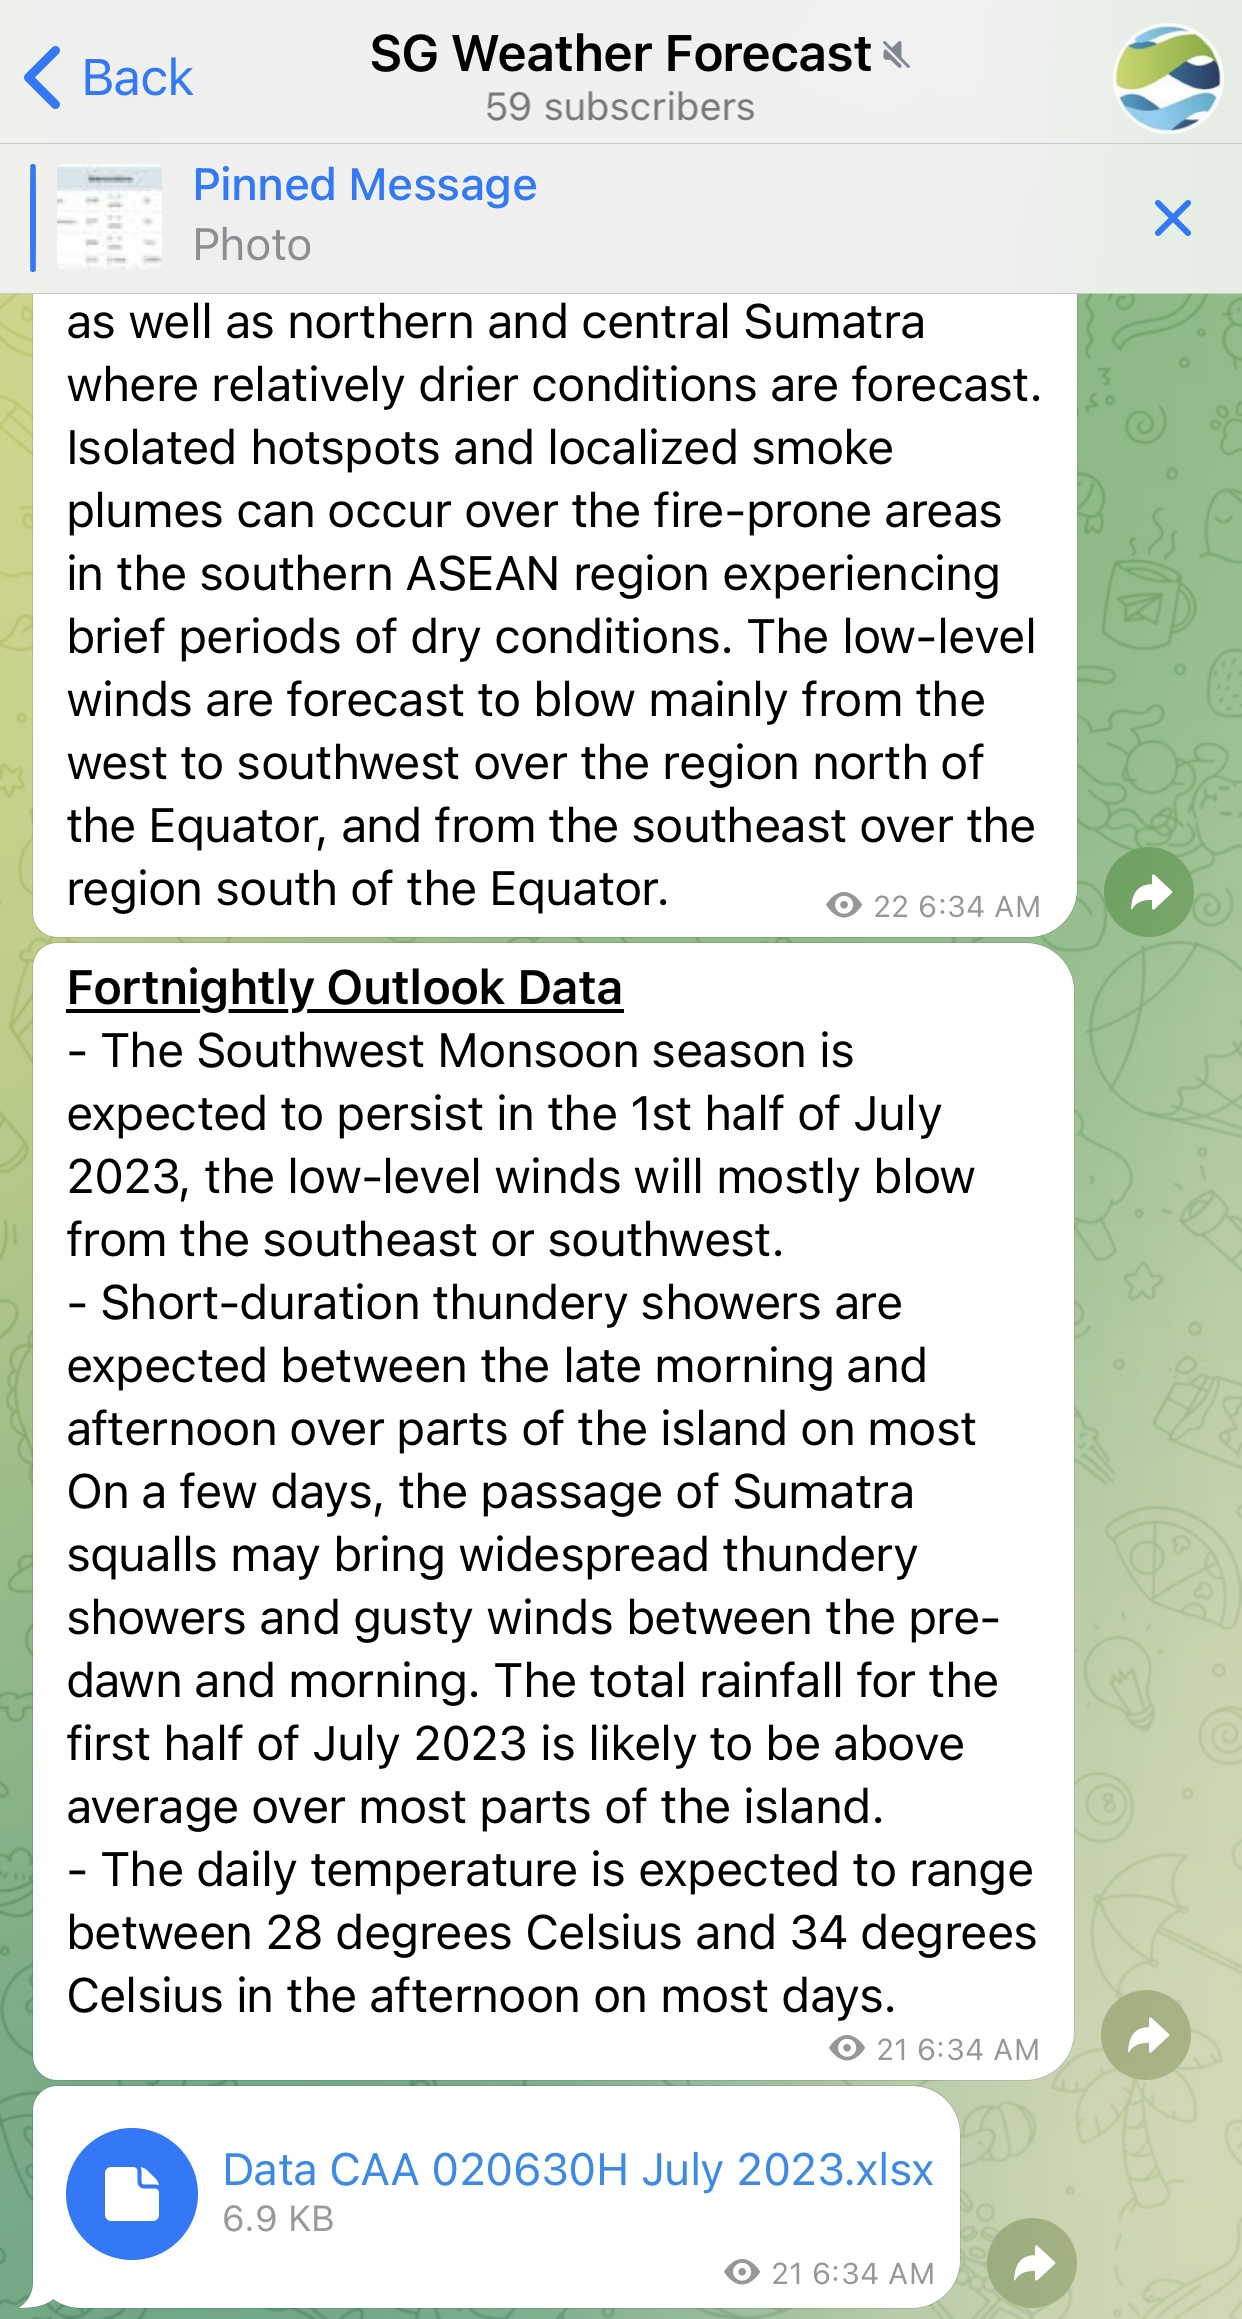 Back
SG Weather Forecast
59 subscribers
Pinned Message
Photo
as well as northern and central Sumatra
where relatively drier conditions are forecast.
Isolated hotspots and localized smoke
plumes can occur over the fire-prone areas
in the southern ASEAN region experiencing
brief periods of dry conditions. The low-level
winds are forecast to blow mainly from the
west to southwest over the region north of
the Equator, and from the southeast over the
region south of the Equator.
22 6:34 AM
Fortnightly Outlook Data
- The Southwest Monsoon season is
expected to persist in the 1st half of July
2023, the low-level winds will mostly blow
from the southeast or southwest.
- Short-duration thundery showers are
expected between the late morning and
afternoon over parts of the island on most
On a few days, the passage of Sumatra
squalls may bring widespread thundery
showers and gusty winds between the pre-
dawn and morning. The total rainfall for the
first half of July 2023 is likely to be above
average over most parts of the island.
- The daily temperature is expected to range
between 28 degrees Celsius and 34 degrees
Celsius in the afternoon on most days.
21 6:34 AM
Data CAA 020630H July 2023.xlsx
6.9 KB
21 6:34 AM